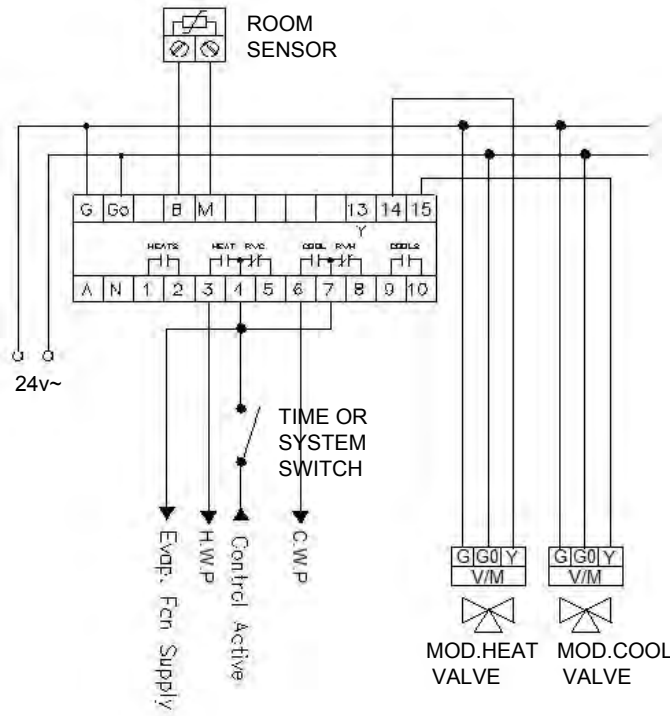 ROOM
SENSOR
G Go B M 13 14 15
Y
HEAT2 HEAT RVC. COOL RVH COOL2
A N 1 2 3 4 5 6 7 8 9 10
24v~
TIME OR
SYSTEM
SWITCH
Evap. Fan Supply
H.W.P
Control Active
C.W.P
G G0 Y G G0 Y
V/M V/M
MOD.HEAT MOD.COOL
VALVE VALVE